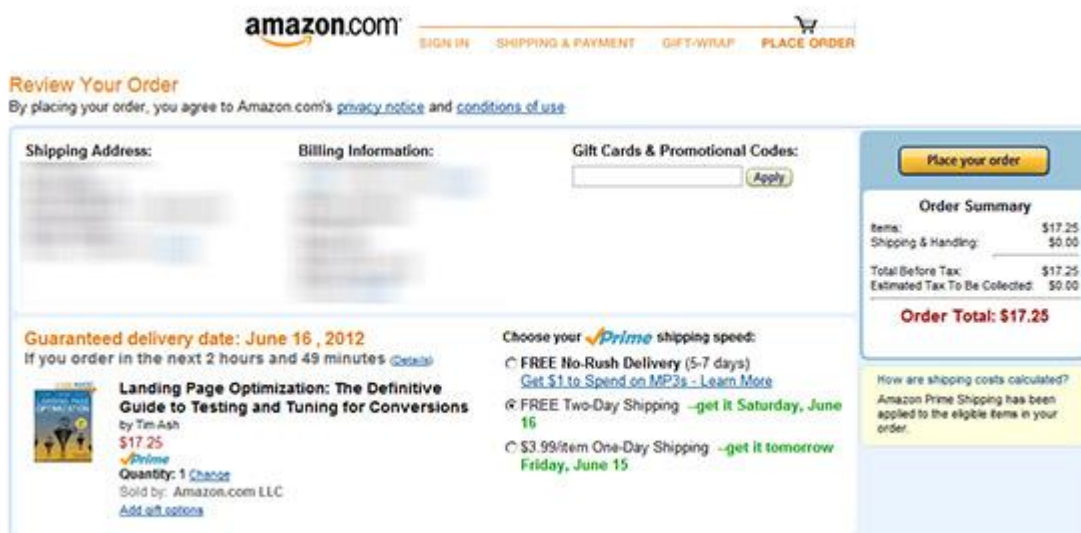 amazon.com
SIGN IN SHIPPING & PAYMENT GIFT-WRAP PLACE ORDER
Review Your Order
By placing your order, you agree to Amazon.com's privacy notice and conditions of use
Shipping Address:
Billing Information:
Gift Cards & Promotional Codes:
Apply
Place your order
Order Summary
Items: $17.25
Shipping & Handling: $0.00
Total Before Tax: $17.25
Estimated Tax To Be Collected: $0.00
Order Total: $17.25
How are shipping costs calculated?
Amazon Prime Shipping has been
applied to the eligible items in your
order.
Guaranteed delivery date: June 16 , 2012
If you order in the next 2 hours and 49 minutes (Details)
LANDING PAGE
OPTIMIZATION
Landing Page Optimization: The Definitive
Guide to Testing and Tuning for Conversions
by Tim Ash
$17.25
Prime
Quantity: 1 Change
Sold by: Amazon.com LLC
Add gift options
Choose your Prime shipping speed:
FREE No-Rush Delivery (5-7 days)
Get $1 to Spend on MP3s - Learn More
FREE Two-Day Shipping --get it Saturday, June
16
$3.99/item One-Day Shipping --get it tomorrow
Friday, June 15